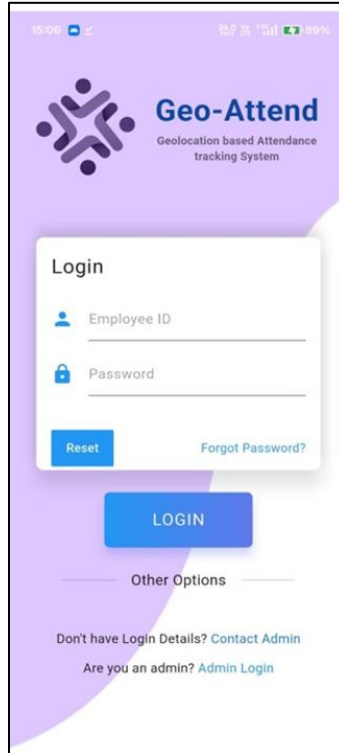 15:06
89%
Geo-Attend
Geolocation based Attendance
tracking System
Login
Employee ID
Password
Reset
Forgot Password?
LOGIN
Other Options
Don't have Login Details? Contact Admin
Are you an admin? Admin Login